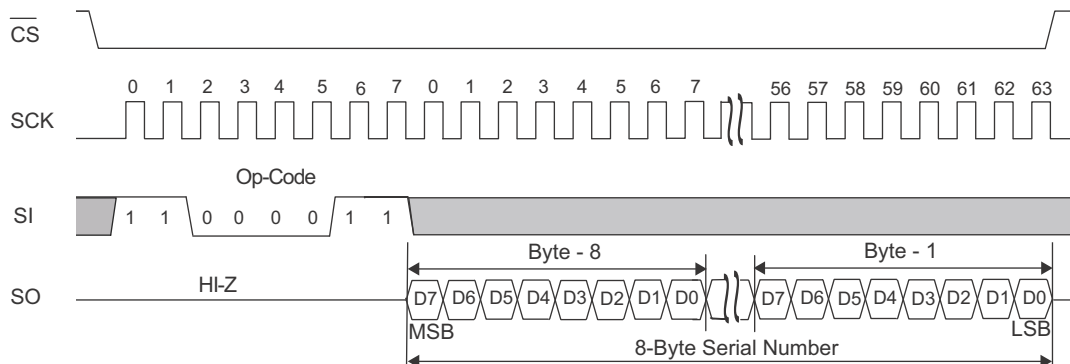 CS
0 1 2 3 4 5 6 7 0 1 2 3 4 5 6 7 56 57 58 59 60 61 62 63
SCK
Op-Code
SI 1 1 0 0 0 0 1 1
Byte - 8 Byte - 1
HI-Z
SO D7 D6 D5 D4 D3 D2 D1 D0 D7 D6 D5 D4 D3 D2 D1 D0
MSB LSB
8-Byte Serial Number